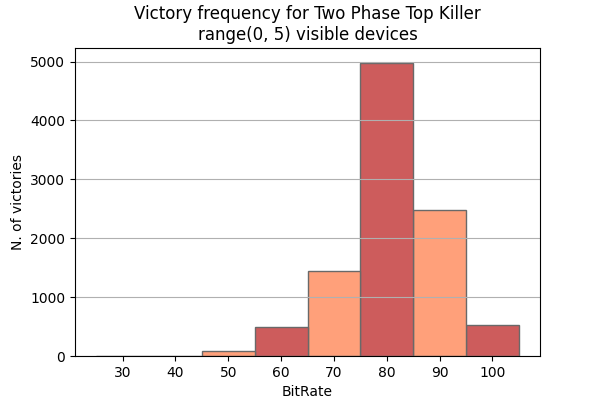 Victory frequency for Two Phase Top Killer
range(0, 5) visible devices
5000
4000
3000
2000
1000
0
N. of victories
30 40 50 60 70 80 90 100
BitRate